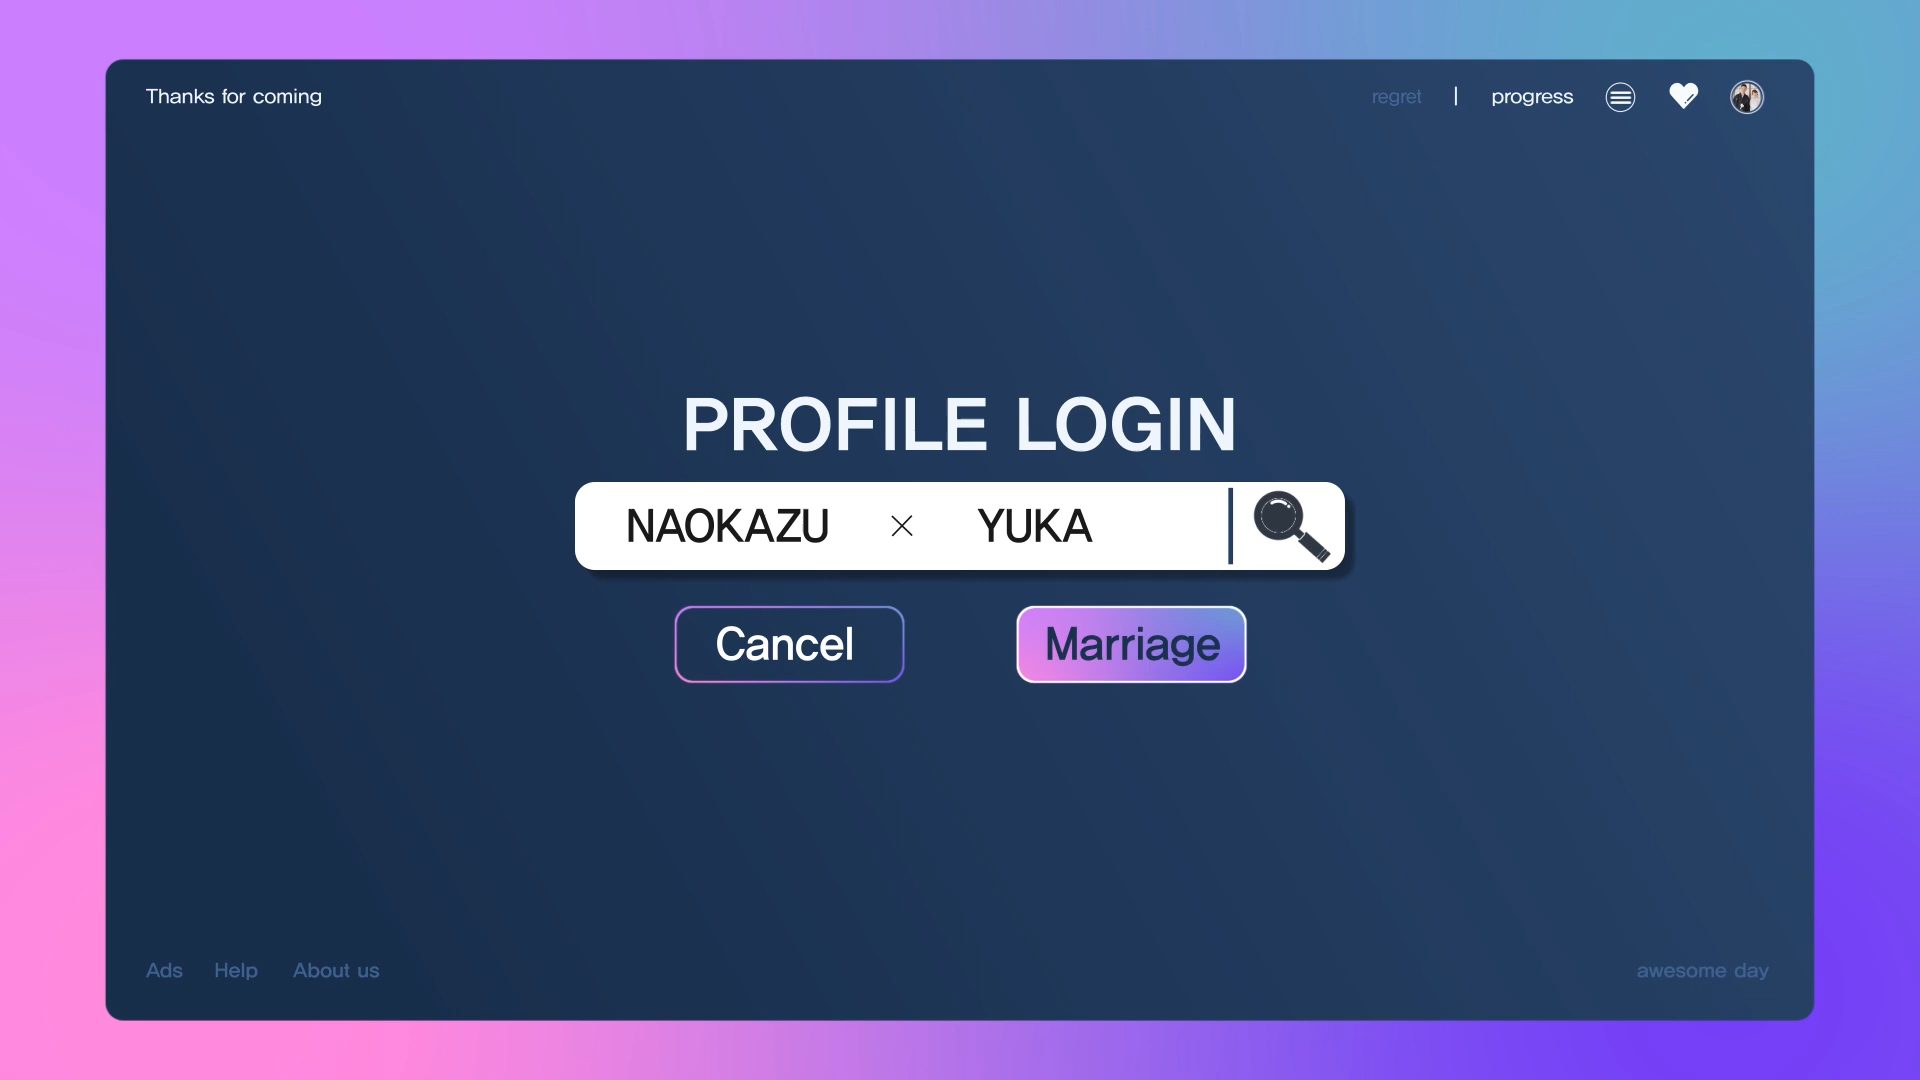 Thanks for coming
regret | progress
PROFILE LOGIN
NAOKAZU × YUKA
Cancel
Marriage
Ads Help About us
awesome day